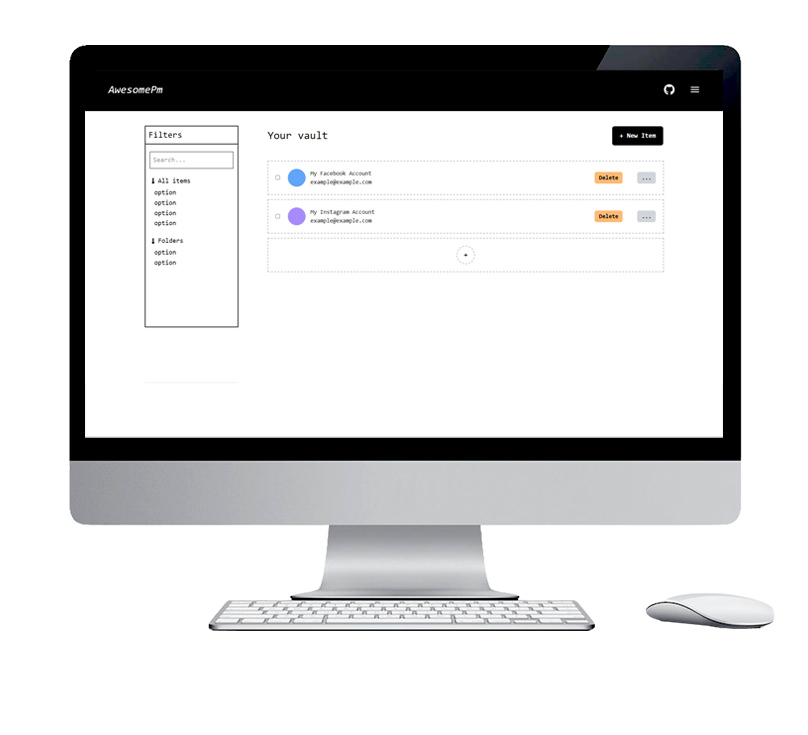 AwesomePm
Filters
Search...
All items
option
option
option
option
Folders
option
option
Your vault
+ New Item
My Facebook Account
example@example.com
Delete
...
My Instagram Account
example@example.com
Delete
...
+